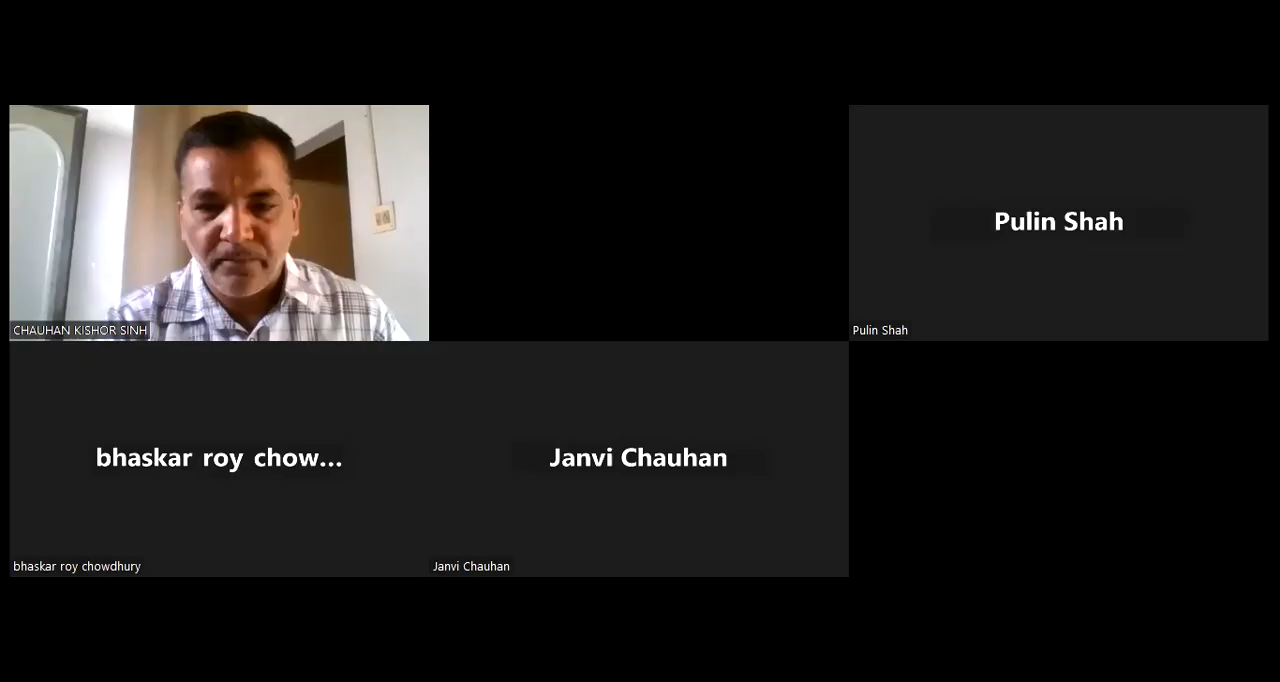 Pulin Shah
CHAUHAN KISHOR SINH
Pulin Shah
bhaskar roy chow...
Janvi Chauhan
bhaskar roy chowdhury
Janvi Chauhan